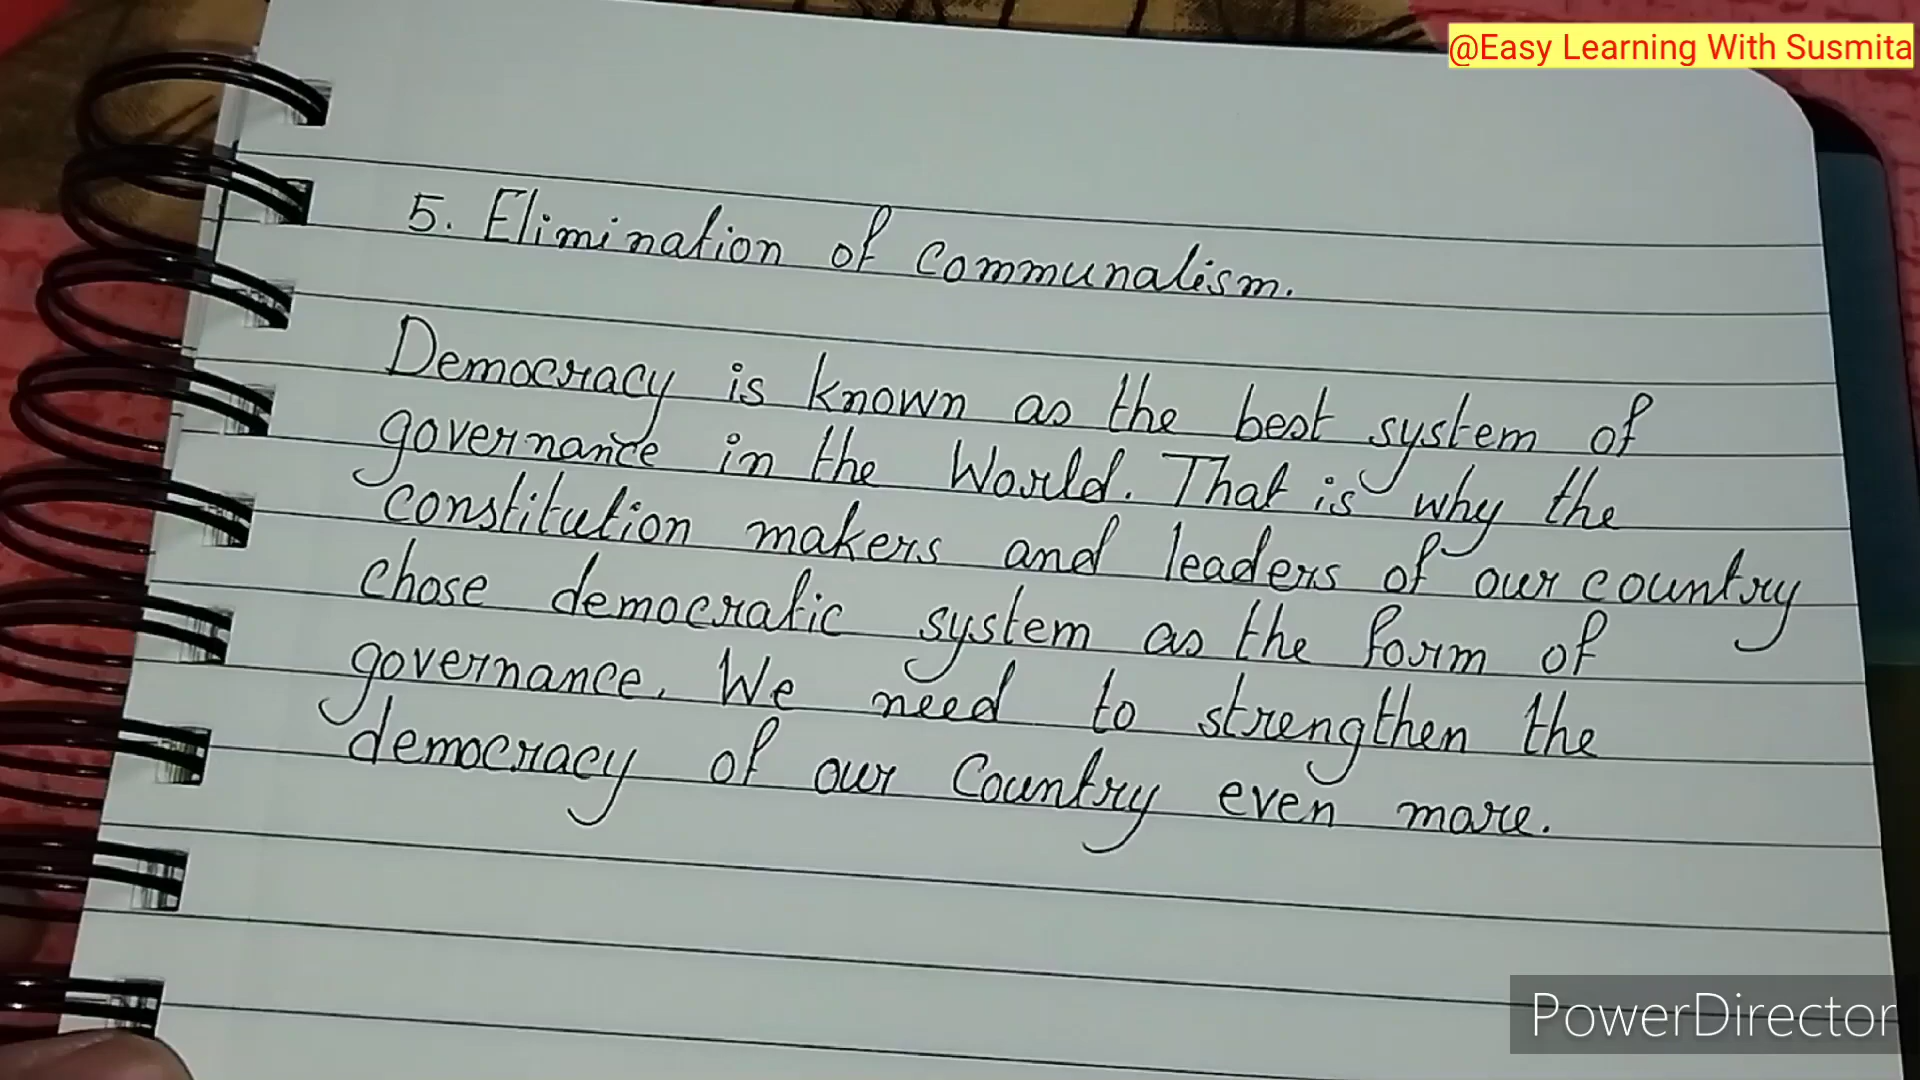 @Easy Learning With Susmita
5. Elimination of communalism.
Democracy is known as the best system of
governance in the World. That is why the
constitution makers and leaders of our country
chose democratic system as the form of
governance. We need to strengthen the
democracy of our Country even more.
PowerDirector